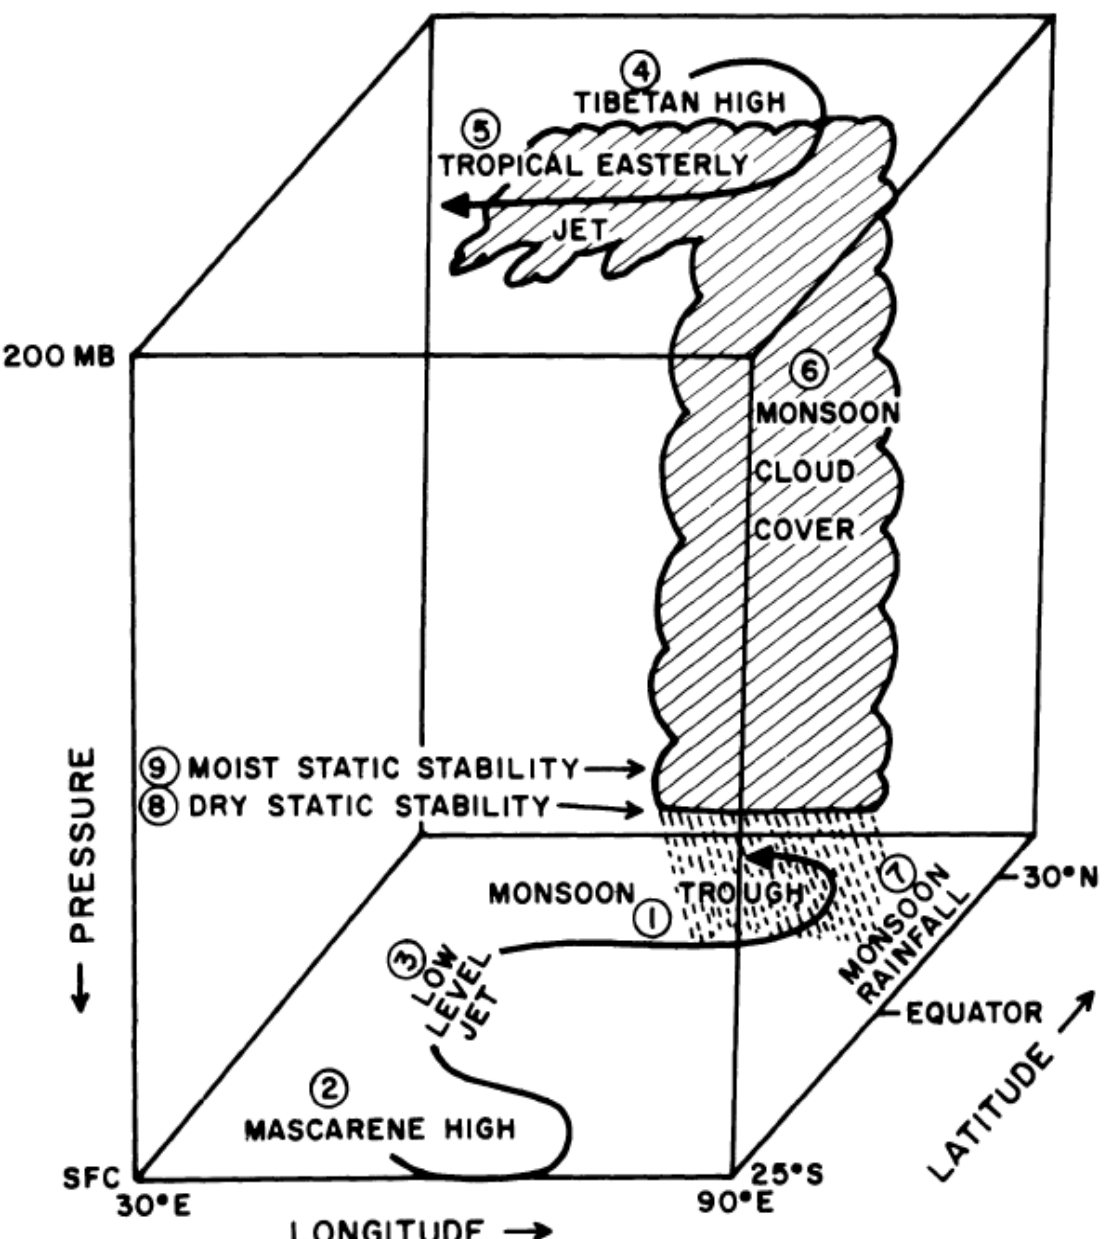 ④
TIBETAN HIGH
⑤
TROPICAL EASTERLY
JET
200 MB
⑥
MONSOON
CLOUD
COVER
⑨ MOIST STATIC STABILITY
⑧ DRY STATIC STABILITY
← PRESSURE
MONSOON TROUGH
①
⑦
MONSOON
RAINFALL
30°N
③
LOW
LEVEL
JET
EQUATOR
LATITUDE →
②
MASCARENE HIGH
SFC
25°S
30°E
90°E
LONGITUDE →